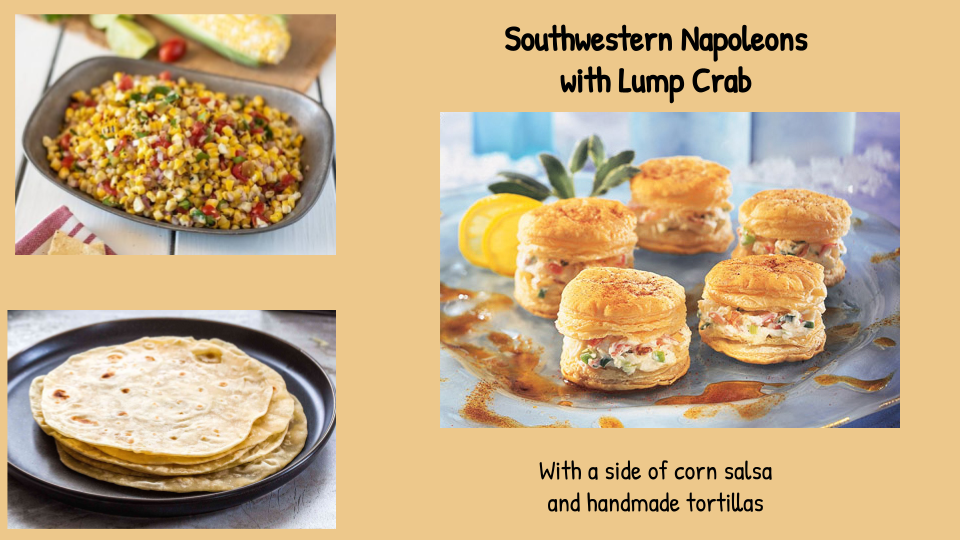 Southwestern Napoleons
with Lump Crab
With a side of corn salsa
and handmade tortillas